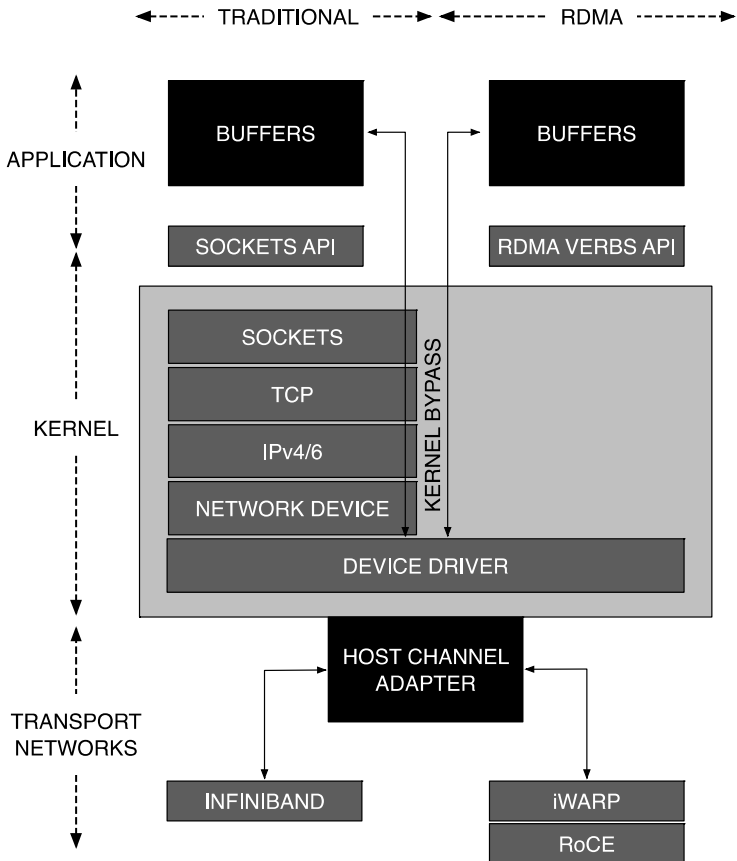 TRADITIONAL
RDMA
APPLICATION
BUFFERS
BUFFERS
SOCKETS API
RDMA VERBS API
KERNEL
SOCKETS
TCP
IPv4/6
NETWORK DEVICE
KERNEL BYPASS
DEVICE DRIVER
HOST CHANNEL
ADAPTER
TRANSPORT
NETWORKS
INFINIBAND
iWARP
RoCE